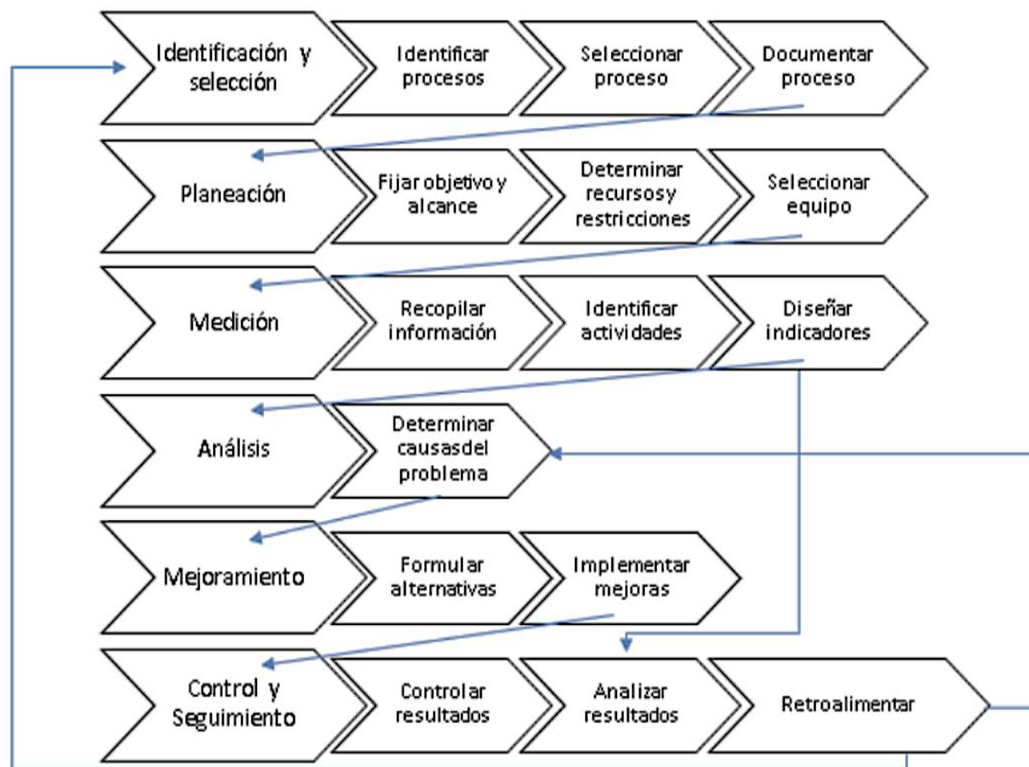 Identificación y
selección
Identificar
procesos
Seleccionar
proceso
Documentar
proceso
Planeación
Fijar objetivo y
alcance
Determinar
recursos y
restricciones
Seleccionar
equipo
Medición
Recopilar
información
Identificar
actividades
Diseñar
indicadores
Análisis
Determinar
causas del
problema
Mejoramiento
Formular
alternativas
Implementar
mejoras
Control y
Seguimiento
Controlar
resultados
Analizar
resultados
Retroalimentar